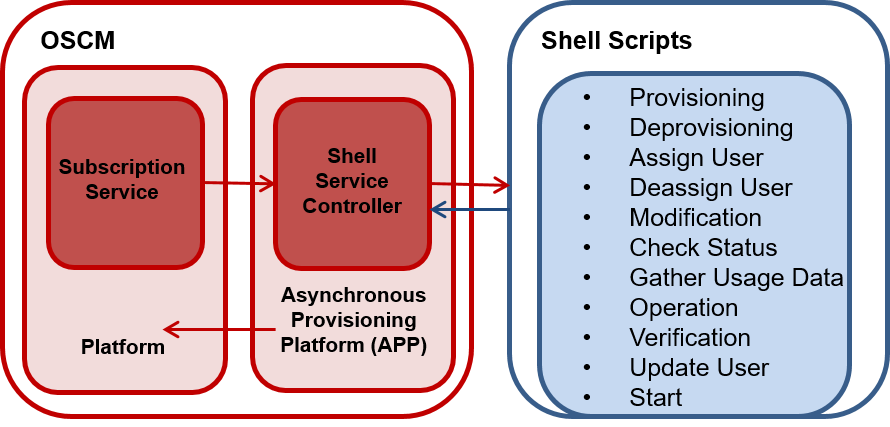 OSCM
Subscription
Service
Platform
Shell
Service
Controller
Asynchronous
Provisioning
Platform (APP)
Shell Scripts
• Provisioning
• Deprovisioning
• Assign User
• Deassign User
• Modification
• Check Status
• Gather Usage Data
• Operation
• Verification
• Update User
• Start